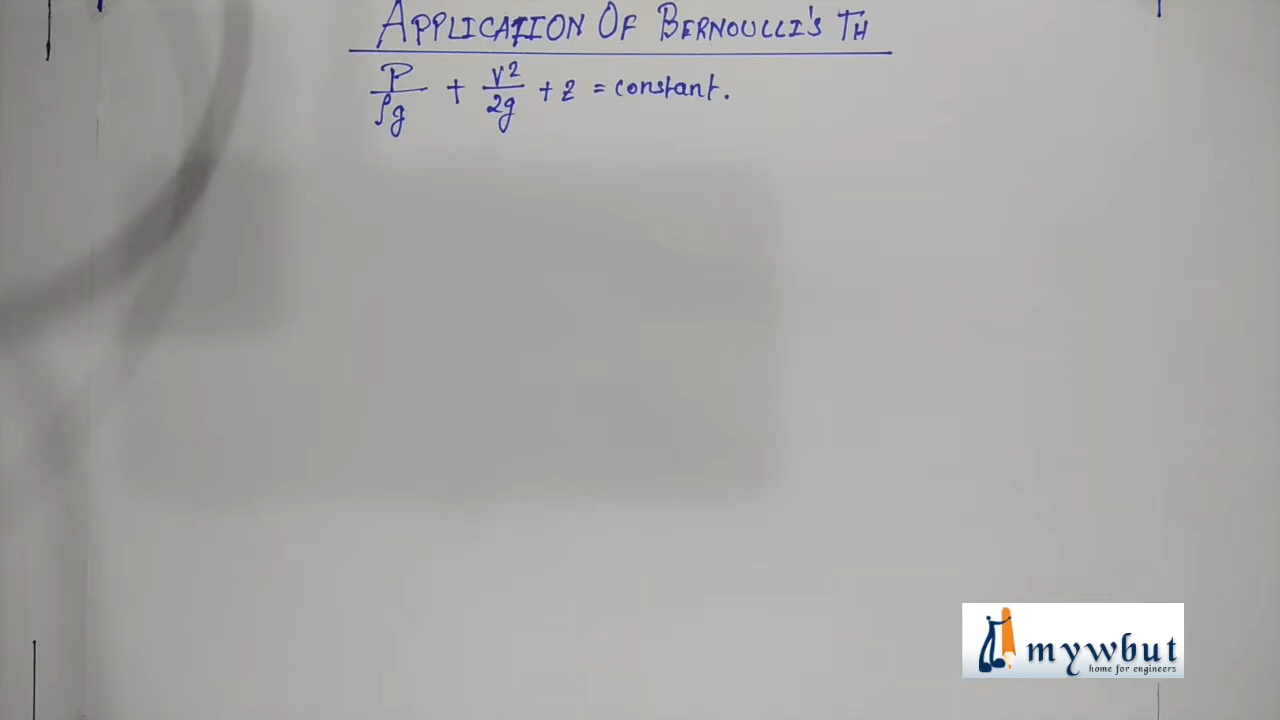 APPLICATION OF BERNOULLI'S TH
P/ρg + V²/2g + z = constant.
mywbut
home for engineers